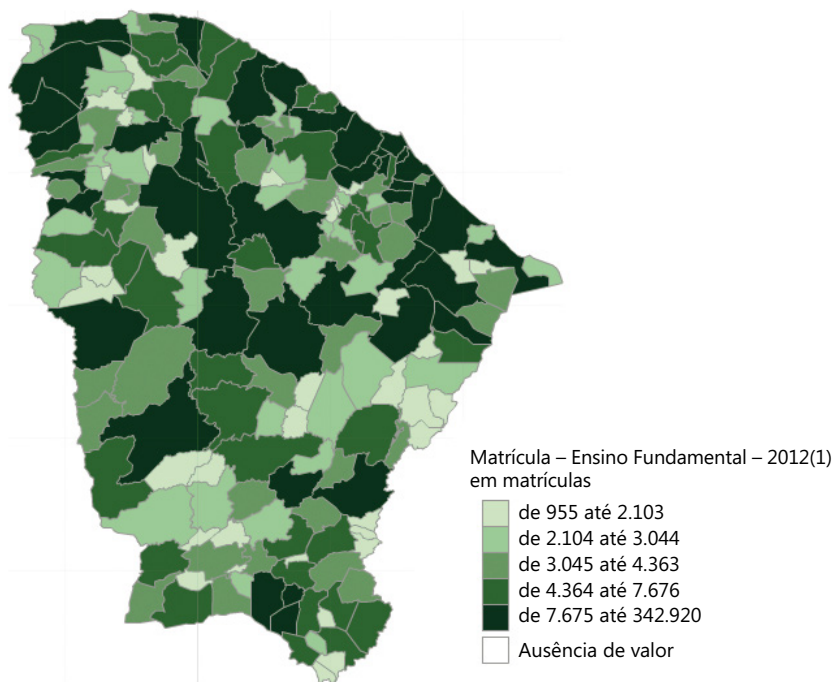 Matrícula – Ensino Fundamental – 2012(1)
em matrículas
de 955 até 2.103
de 2.104 até 3.044
de 3.045 até 4.363
de 4.364 até 7.676
de 7.675 até 342.920
Ausência de valor